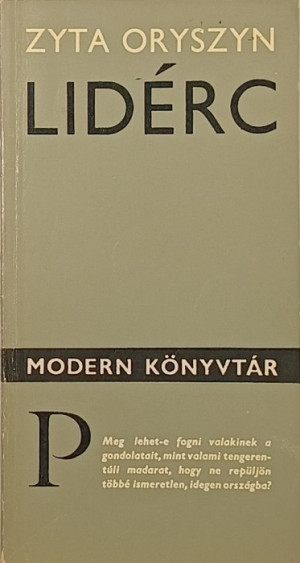 ZYTA ORYSZYN
LIDÉRC
MODERN KÖNYVTÁR
P
Meg lehet-e fogni valakinek a
gondolatait, mint valami tengeren-
túli madarat, hogy ne repüljön
többé ismeretlen, idegen országba?